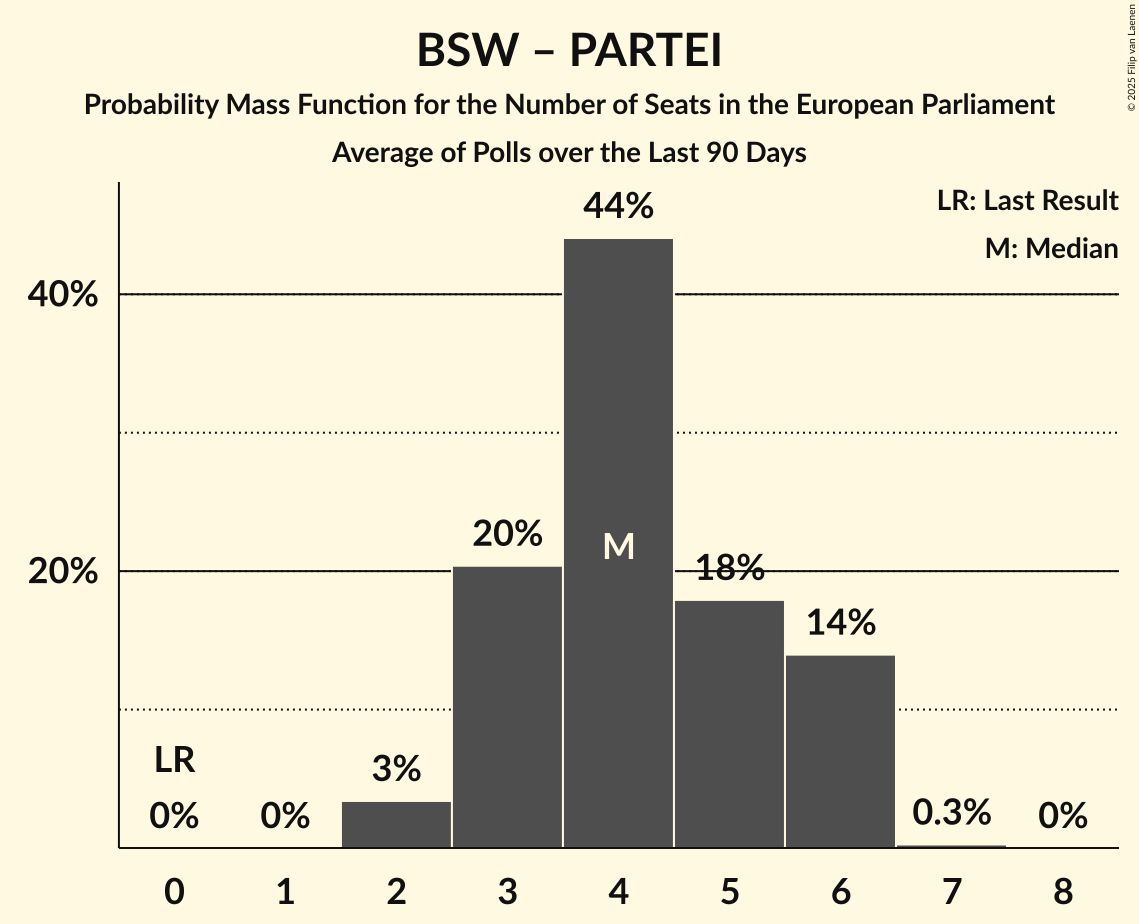 BSW – PARTEI
Probability Mass Function for the Number of Seats in the European Parliament
Average of Polls over the Last 90 Days
© 2025 Filip van Laenen
LR: Last Result
M: Median
44%
40%
20%
M
18%
20%
14%
LR
3%
0%
0%
0.3%
0%
0 1 2 3 4 5 6 7 8